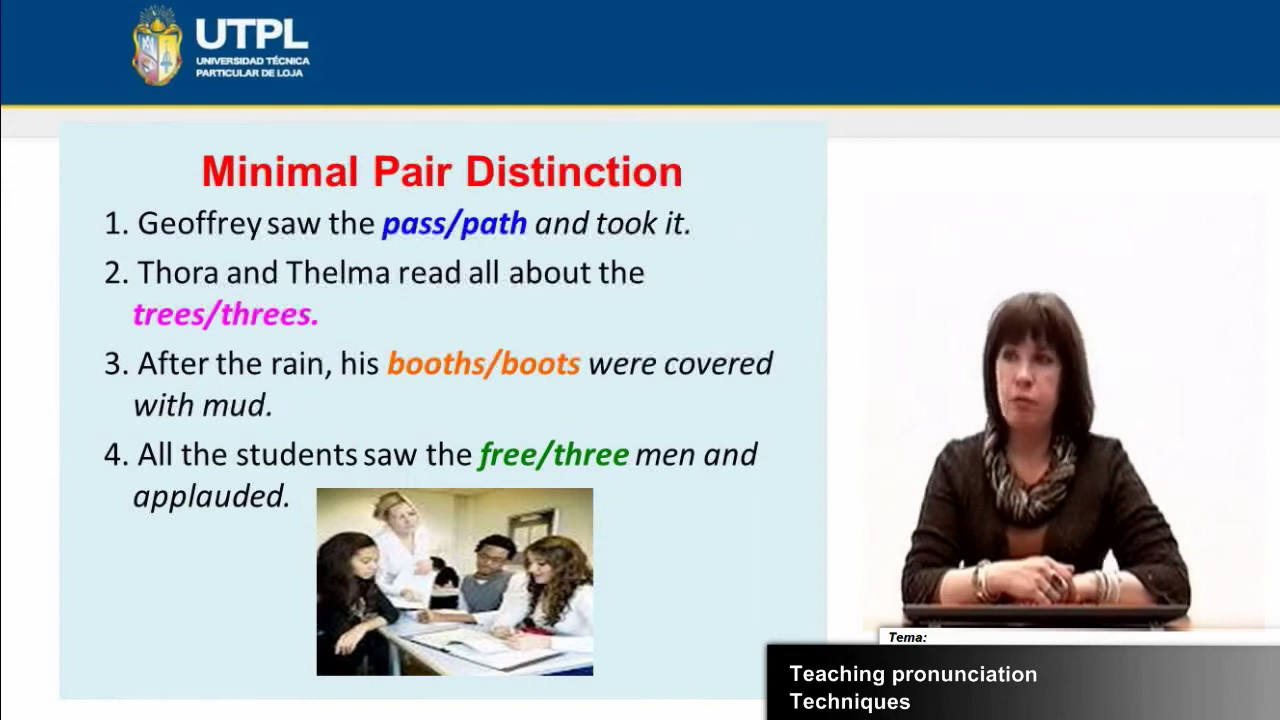 UTPL
UNIVERSIDAD TÉCNICA
PARTICULAR DE LOJA
Minimal Pair Distinction
1. Geoffrey saw the pass/path and took it.
2. Thora and Thelma read all about the
trees/threes.
3. After the rain, his booths/boots were covered
with mud.
4. All the students saw the free/three men and
applauded.
Tema:
Teaching pronunciation
Techniques